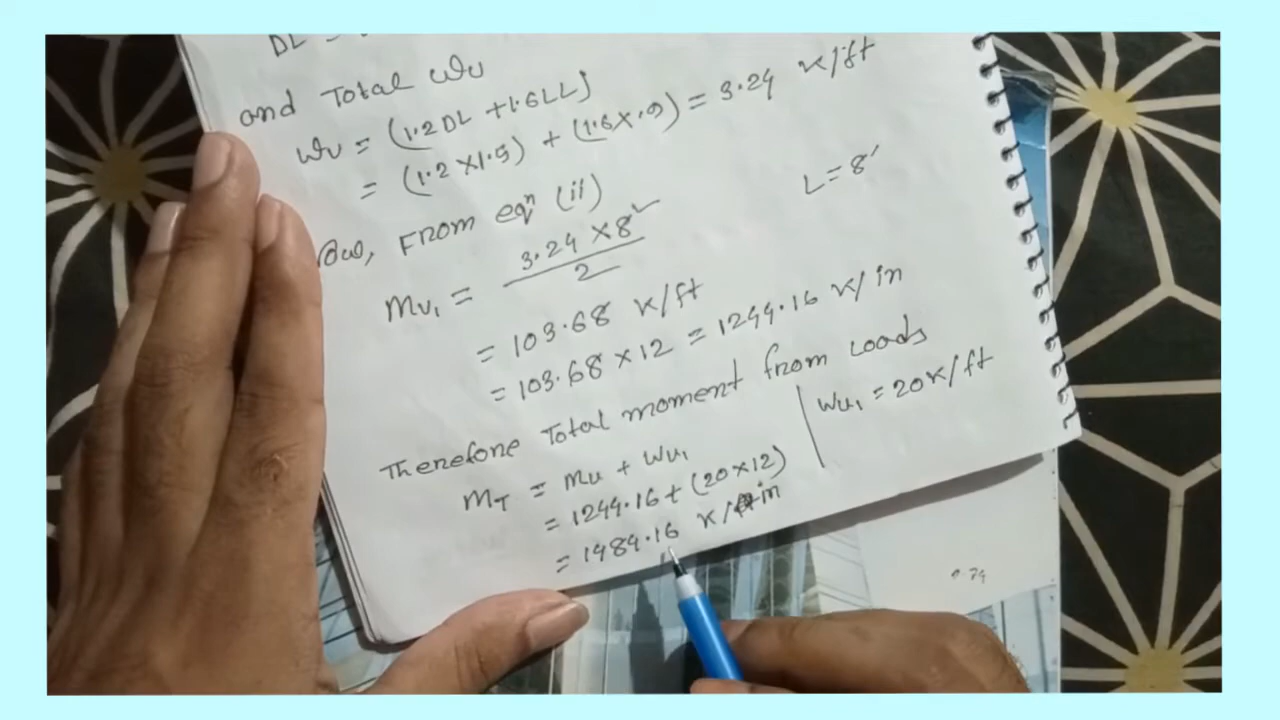 DL =
and Total Wu
Wu = (1.2DL + 1.6LL)
= (1.2 × 1.5) + (1.6 × .9) = 3.24 K/ft
Now, From eqn (ii)
L = 8'
Mu1 = 3.24 × 8² / 2
= 103.68 K/ft
= 103.68 × 12 = 1244.16 K/in
Therefore Total moment from Loads
MT = Mu + Wu1
Wu1 = 20K/ft
= 1244.16 + (20 × 12)
= 1484.16 K/in